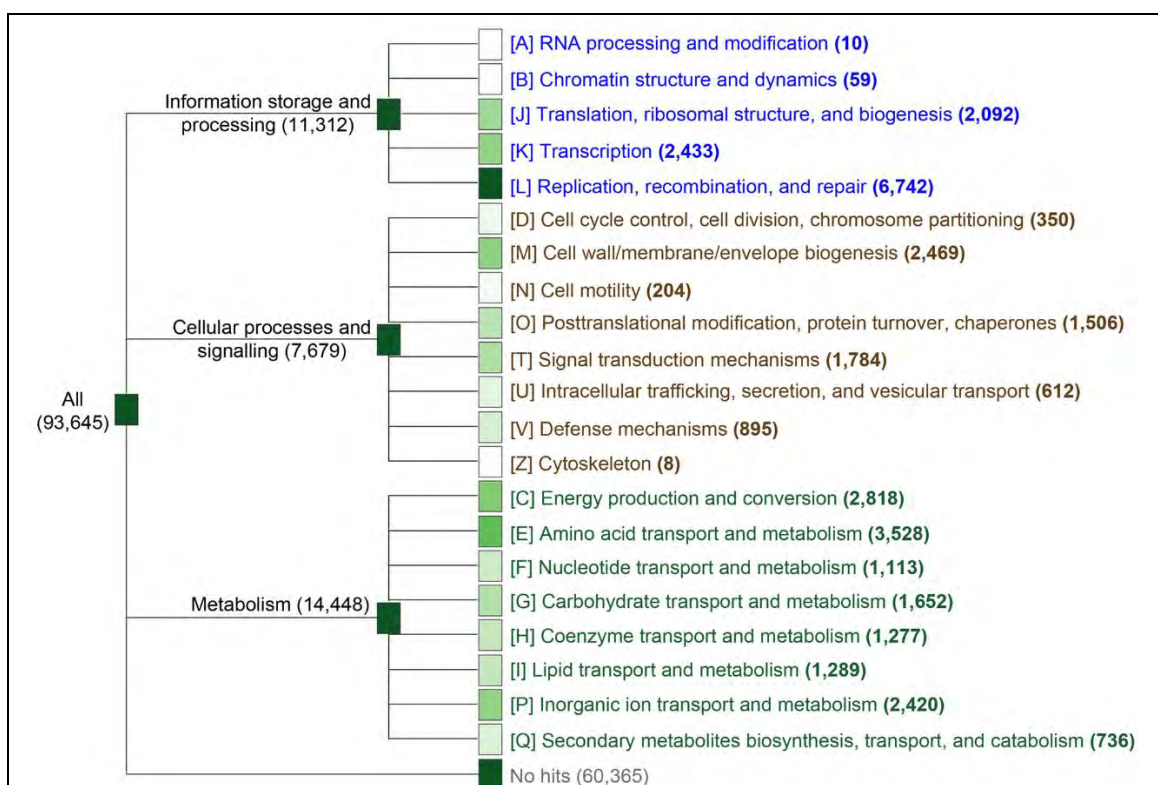 [A] RNA processing and modification (10)
[B] Chromatin structure and dynamics (59)
Information storage and
processing (11,312)
[J] Translation, ribosomal structure, and biogenesis (2,092)
[K] Transcription (2,433)
[L] Replication, recombination, and repair (6,742)
[D] Cell cycle control, cell division, chromosome partitioning (350)
[M] Cell wall/membrane/envelope biogenesis (2,469)
[N] Cell motility (204)
[O] Posttranslational modification, protein turnover, chaperones (1,506)
Cellular processes and
signalling (7,679)
[T] Signal transduction mechanisms (1,784)
[U] Intracellular trafficking, secretion, and vesicular transport (612)
All
(93,645)
[V] Defense mechanisms (895)
[Z] Cytoskeleton (8)
[C] Energy production and conversion (2,818)
[E] Amino acid transport and metabolism (3,528)
[F] Nucleotide transport and metabolism (1,113)
Metabolism (14,448)
[G] Carbohydrate transport and metabolism (1,652)
[H] Coenzyme transport and metabolism (1,277)
[I] Lipid transport and metabolism (1,289)
[P] Inorganic ion transport and metabolism (2,420)
[Q] Secondary metabolites biosynthesis, transport, and catabolism (736)
No hits (60,365)